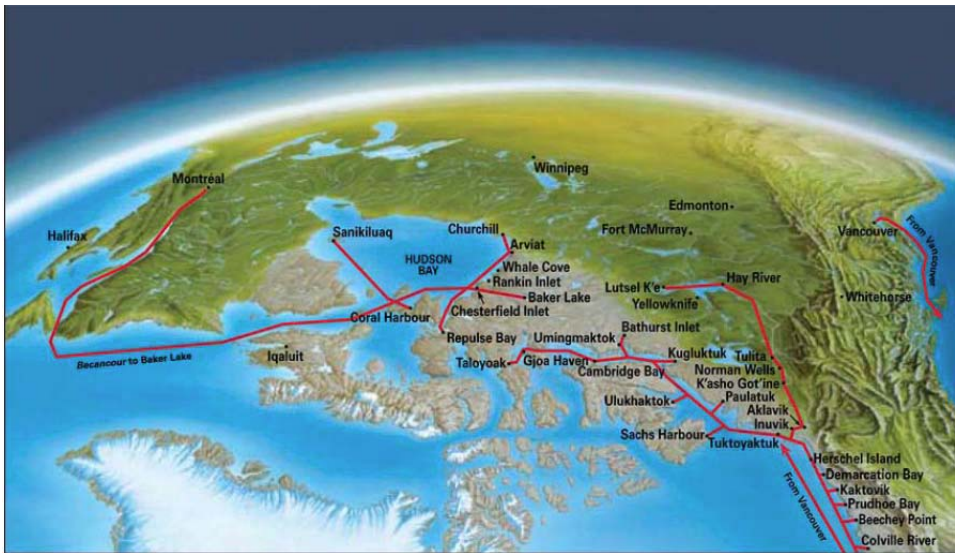 Winnipeg
Montréal
Edmonton
Halifax
Sanikiluaq
Churchill
Fort McMurray
Vancouver
From Vancouver
Arviat
HUDSON
BAY
Whale Cove
Rankin Inlet
Hay River
Lutsel K'e
Baker Lake
Yellowknife
Whitehorse
Chesterfield Inlet
Coral Harbour
Bathurst Inlet
Repulse Bay
Umingmaktok
Becancour to Baker Lake
Iqaluit
Taloyoak
Gjoa Haven
Kugluktuk
Tulita
Cambridge Bay
Norman Wells
K'asho Got'ine
Paulatuk
Ulukhaktok
Aklavik
Inuvik
Sachs Harbour
Tuktoyaktuk
Herschel Island
Demarcation Bay
Kaktovik
Prudhoe Bay
From Vancouver
Beechey Point
Colville River